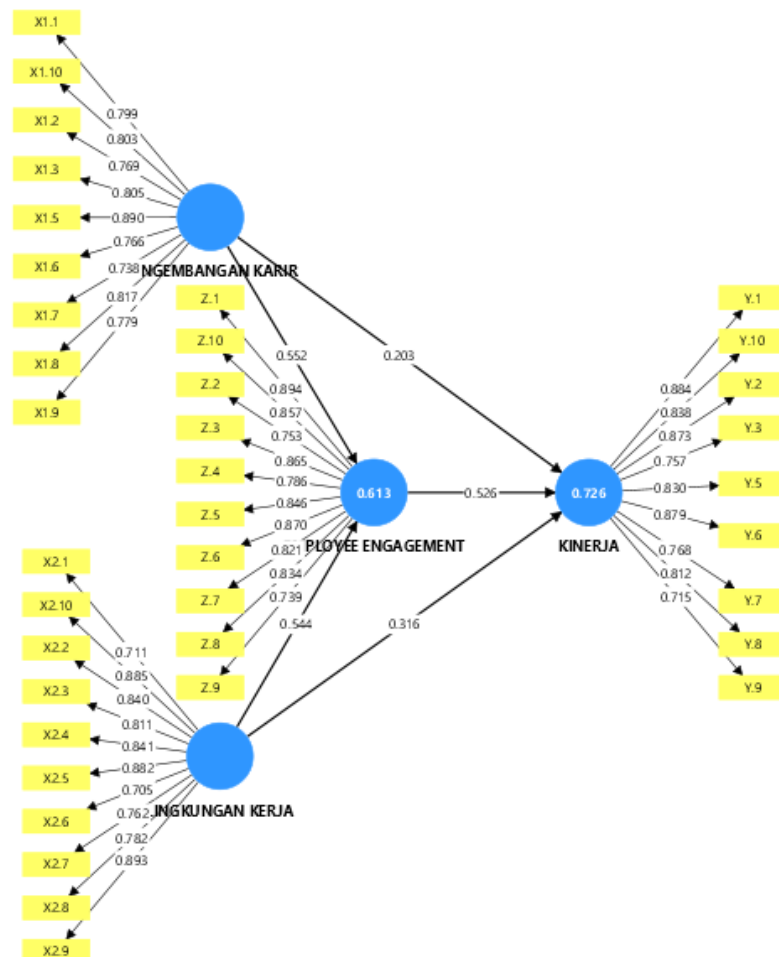 X1.1
X1.10
X1.2
X1.3
X1.5
X1.6
X1.7
X1.8
X1.9
0.799
0.803
0.769
0.805
0.890
0.766
0.738
0.817
0.779
NGEMBANGAN KARIR
0.552
0.203
Z.1
Z.10
Z.2
Z.3
Z.4
Z.5
Z.6
Z.7
Z.8
Z.9
0.894
0.857
0.753
0.865
0.786
0.846
0.870
0.821
0.834
0.739
0.613
PLOYEE ENGAGEMENT
0.526
0.726
KINERJA
Y.1
Y.10
Y.2
Y.3
Y.5
Y.6
Y.7
Y.8
Y.9
0.884
0.838
0.873
0.757
0.830
0.879
0.768
0.812
0.715
0.544
0.316
X2.1
X2.10
X2.2
X2.3
X2.4
X2.5
X2.6
X2.7
X2.8
X2.9
0.711
0.885
0.840
0.811
0.841
0.882
0.705
0.762
0.782
0.893
INGKUNGAN KERJA